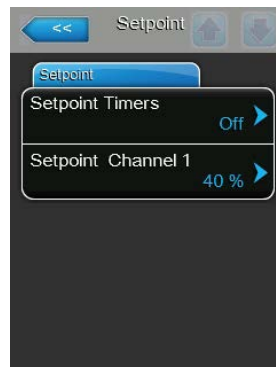 <<
Setpoint
Setpoint
Setpoint Timers
Off
Setpoint Channel 1
40 %